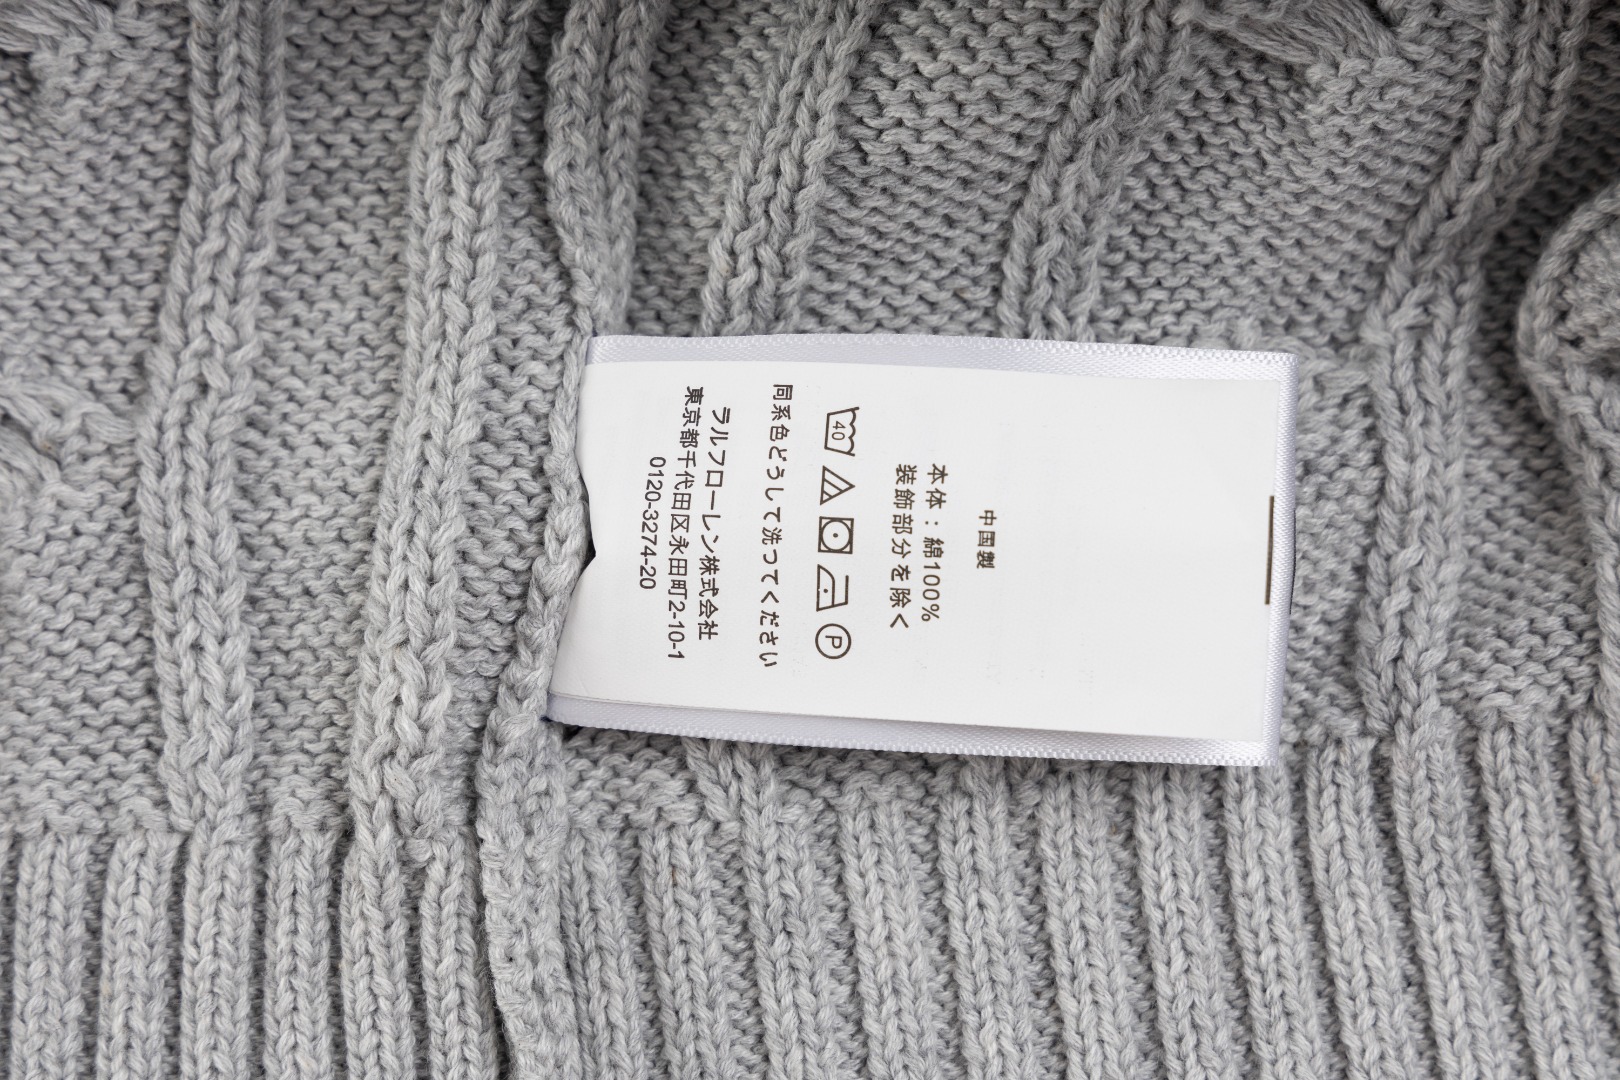 中国製
本体：綿100%
装飾部分を除く
40
P
同系色どうして洗ってください
ラルフローレン株式会社
東京都千代田区永田町2-10-1
0120-3274-20